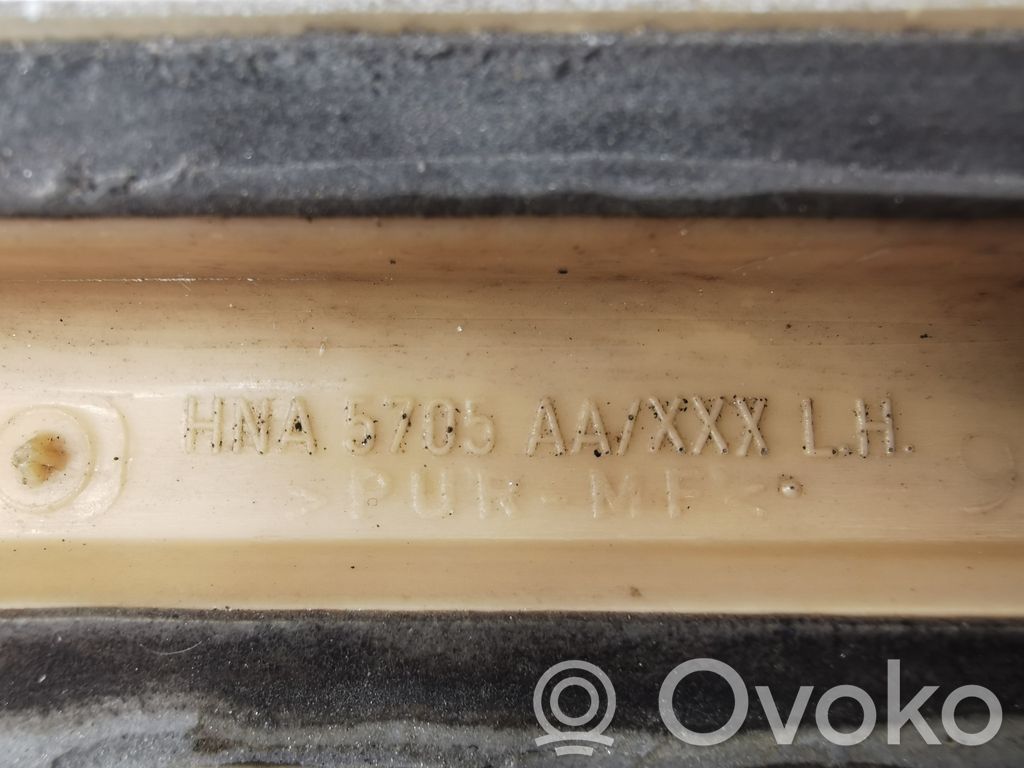 HNA 5705 AA/XXX L.H.
>PUR-MF<
Ovoko